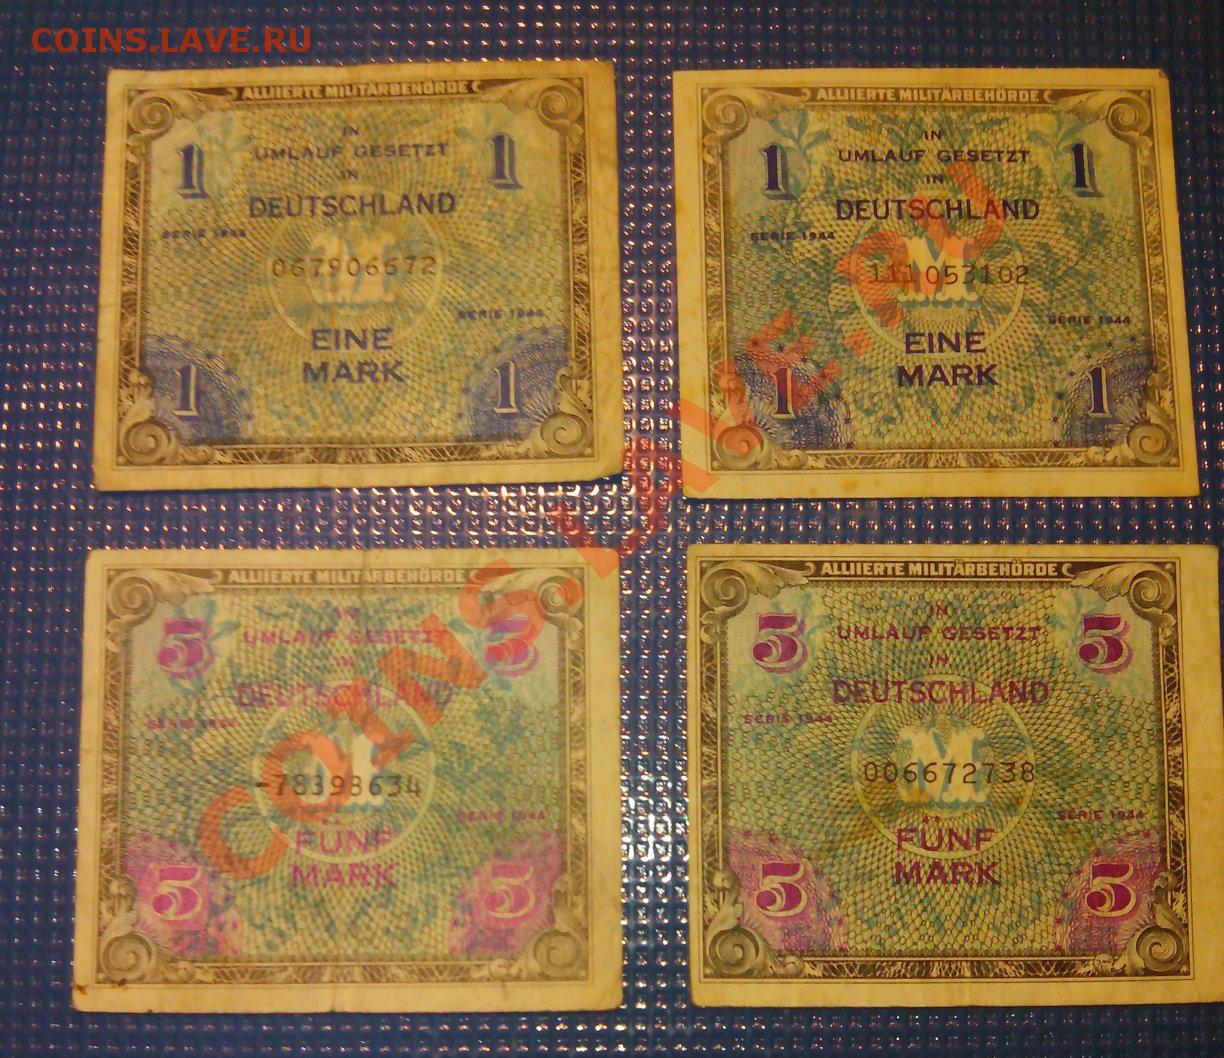 COINS.LAVE.RU
ALLIIERTE MILITÄRBEHÖRDE
IN
UMLAUF GESETZT
IN
DEUTSCHLAND
1 1
SERIE 1944
067906672
SERIE 1944
EINE
MARK
1 1
ALLIIERTE MILITÄRBEHÖRDE
IN
UMLAUF GESETZT
IN
DEUTSCHLAND
1 1
SERIE 1944
111053102
SERIE 1944
EINE
MARK
1 1
ALLIIERTE MILITÄRBEHÖRDE
IN
UMLAUF GESETZT
IN
DEUTSCHLAND
5 5
SERIE 1944
-78398634
SERIE 1944
FÜNF
MARK
5 5
ALLIIERTE MILITÄRBEHÖRDE
IN
UMLAUF GESETZT
IN
DEUTSCHLAND
5 5
SERIE 1944
006672738
SERIE 1944
FÜNF
MARK
5 5
COINS.LAVE.RU